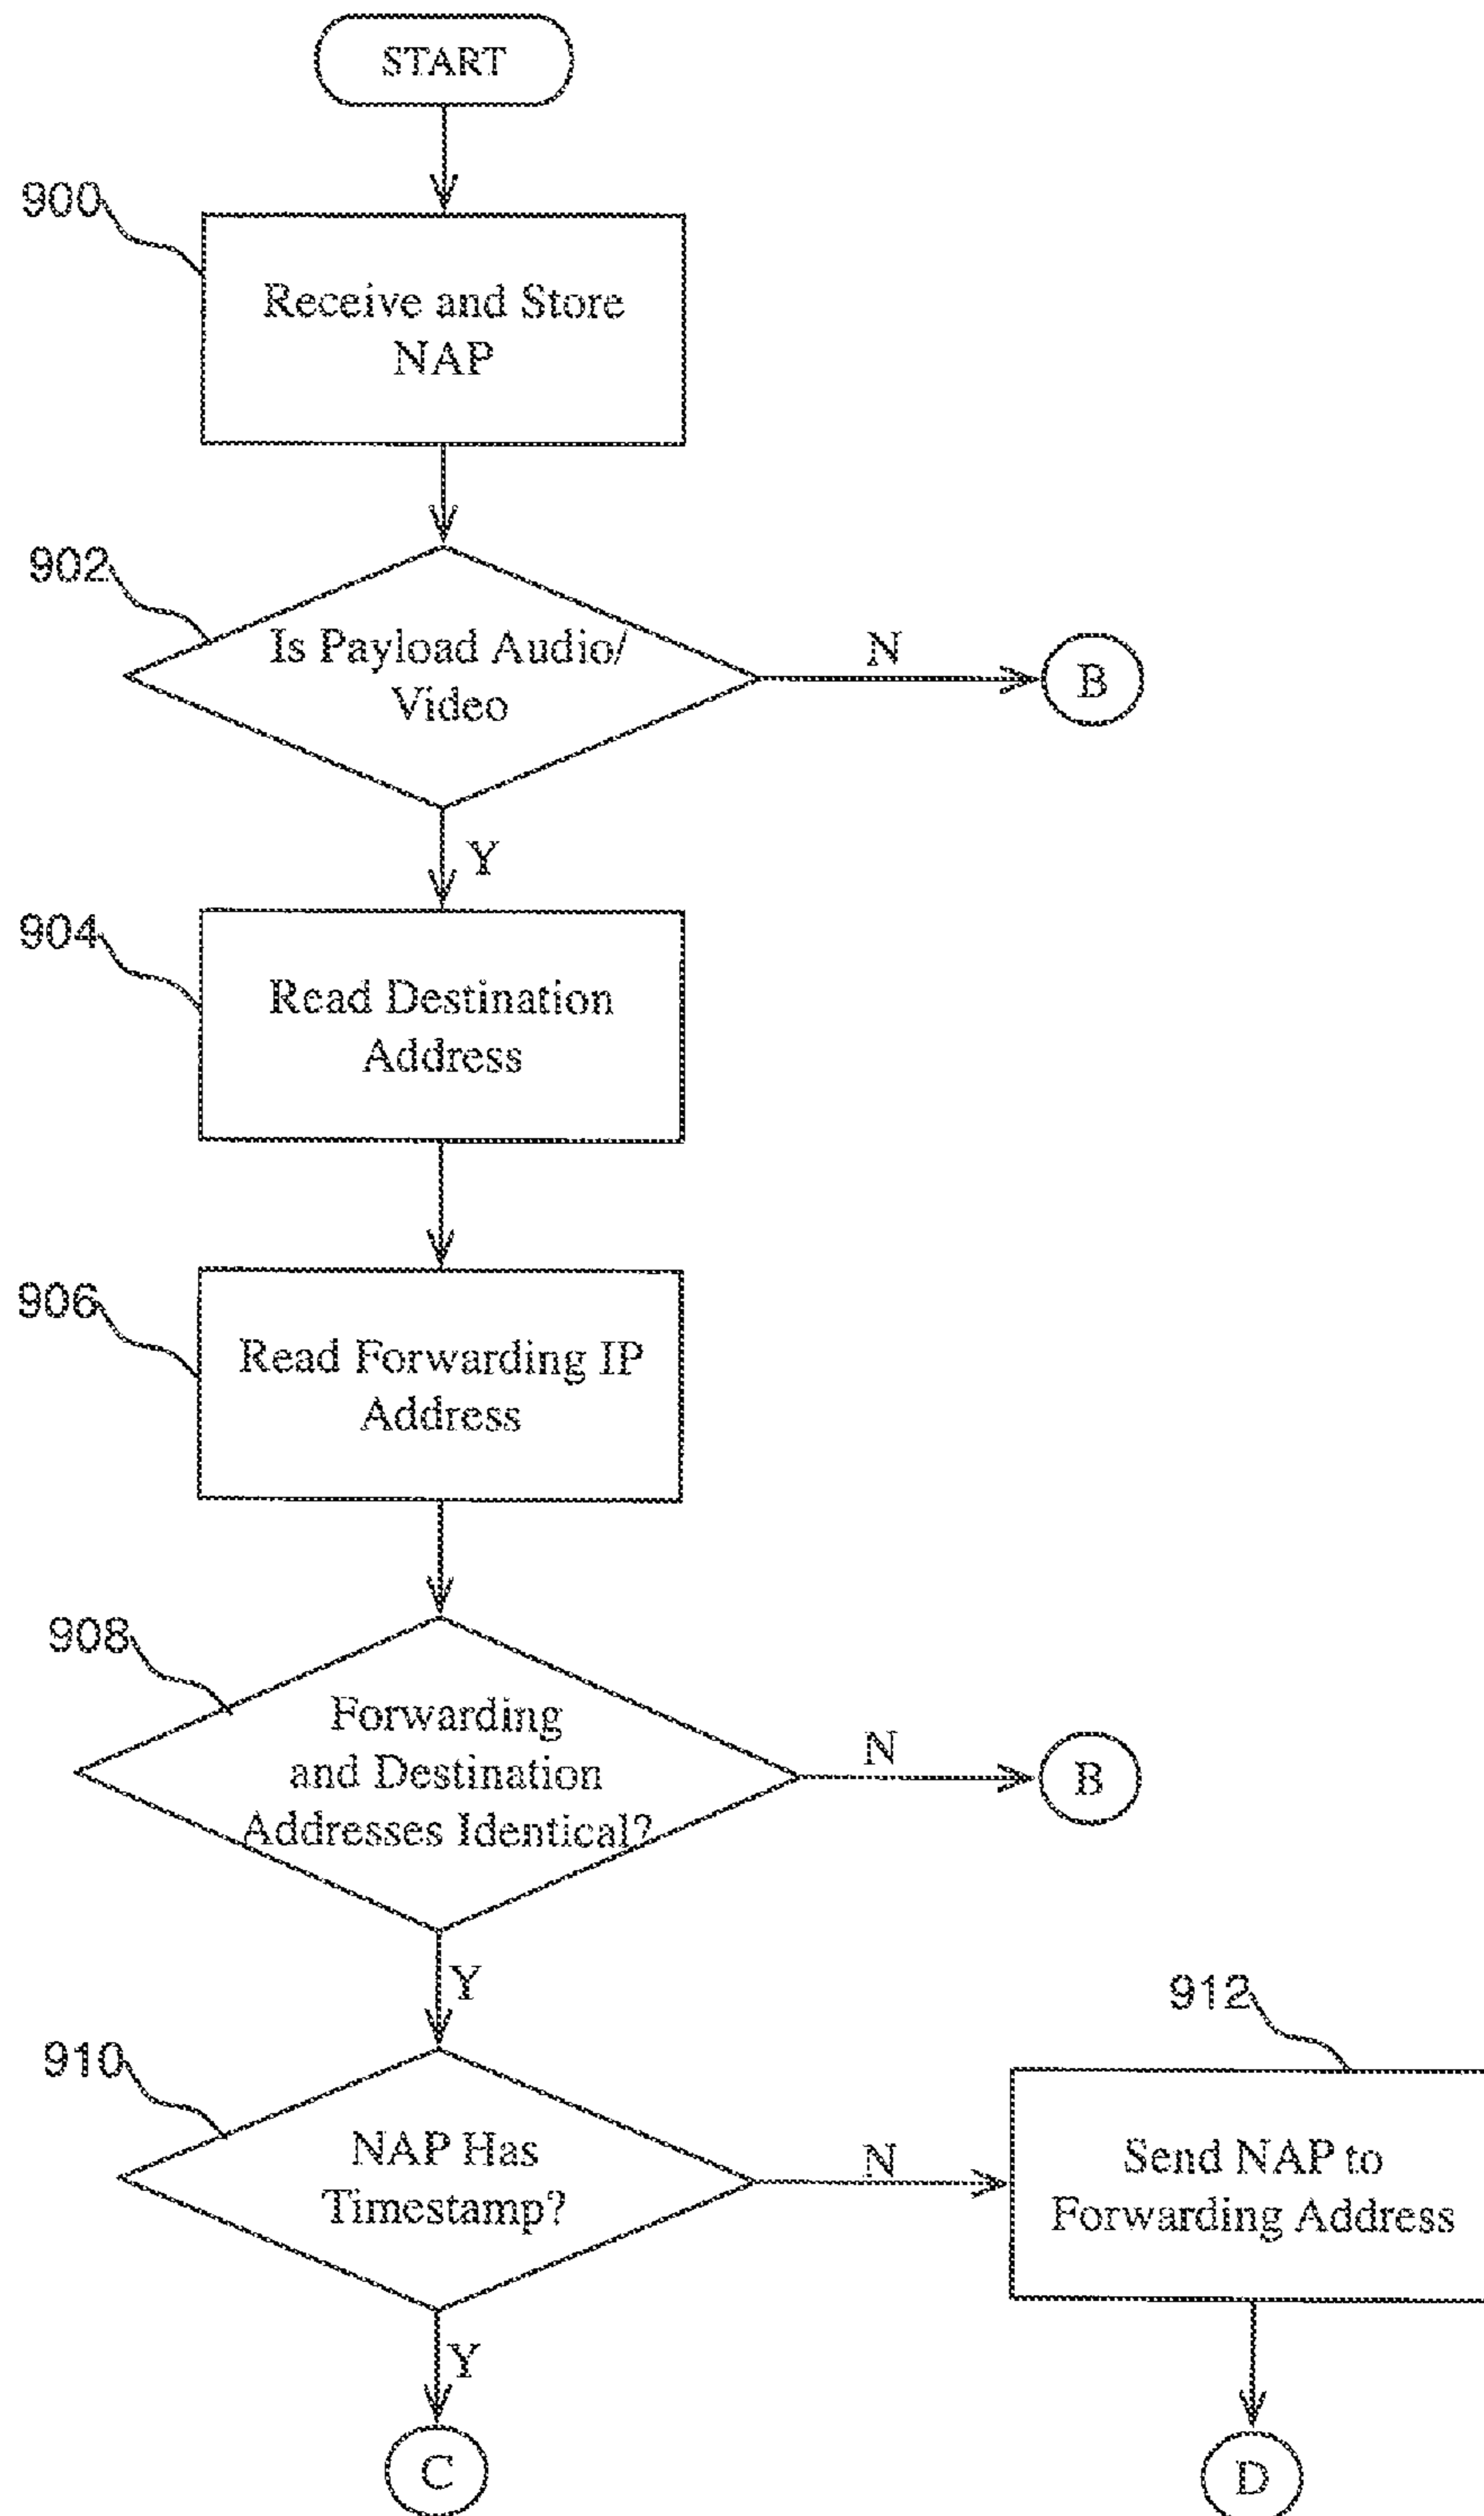 START
900
Receive and Store
NAP
902
Is Payload Audio/
Video
N
B
Y
904
Read Destination
Address
906
Read Forwarding IP
Address
908
Forwarding
and Destination
Addresses Identical?
N
B
Y
910
NAP Has
Timestamp?
N
912
Send NAP to
Forwarding Address
Y
C
D